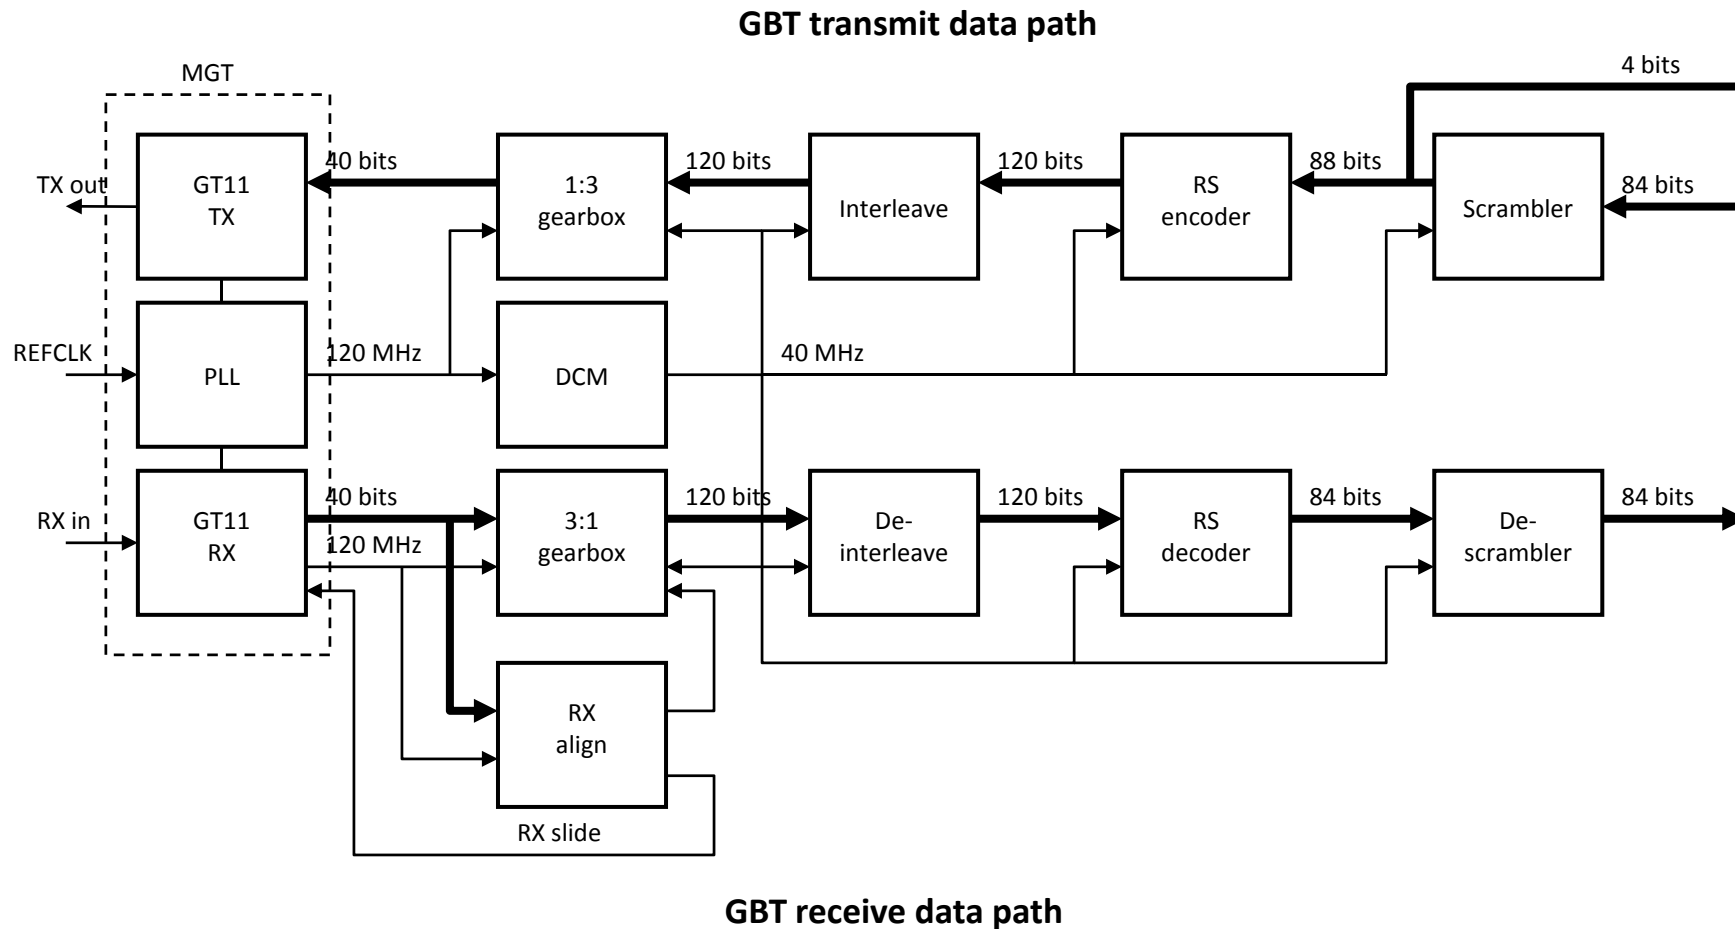 GBT transmit data path
MGT
4 bits
40 bits
120 bits
120 bits
88 bits
84 bits
TX out
GT11
TX
1:3
gearbox
Interleave
RS
encoder
Scrambler
REFCLK
PLL
120 MHz
DCM
40 MHz
40 bits
120 bits
120 bits
84 bits
84 bits
RX in
GT11
RX
120 MHz
3:1
gearbox
De-
interleave
RS
decoder
De-
scrambler
RX
align
RX slide
GBT receive data path